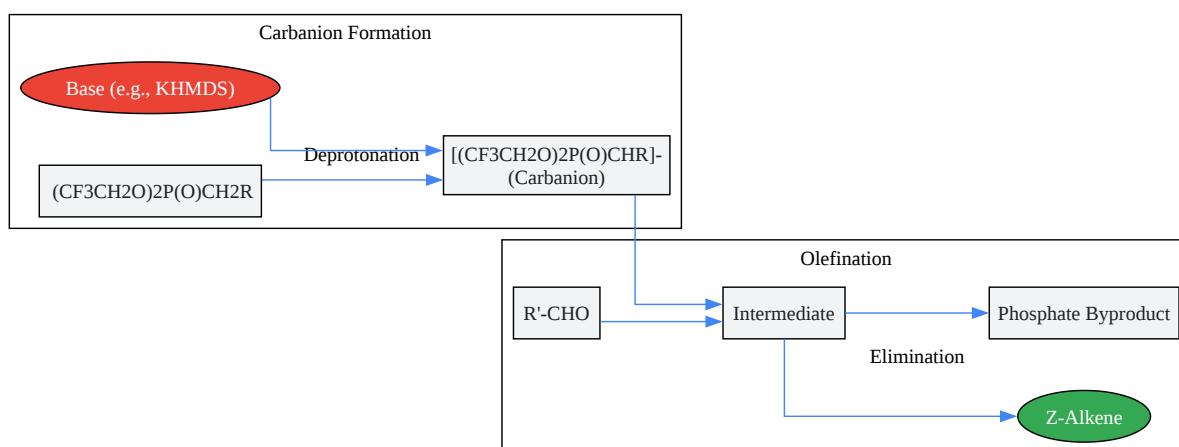 Carbanion Formation
Base (e.g., KHMDS)
Deprotonation
[(CF3CH2O)2P(O)CHR]-
(Carbanion)
(CF3CH2O)2P(O)CH2R
Olefination
R'-CHO
Intermediate
Phosphate Byproduct
Elimination
Z-Alkene